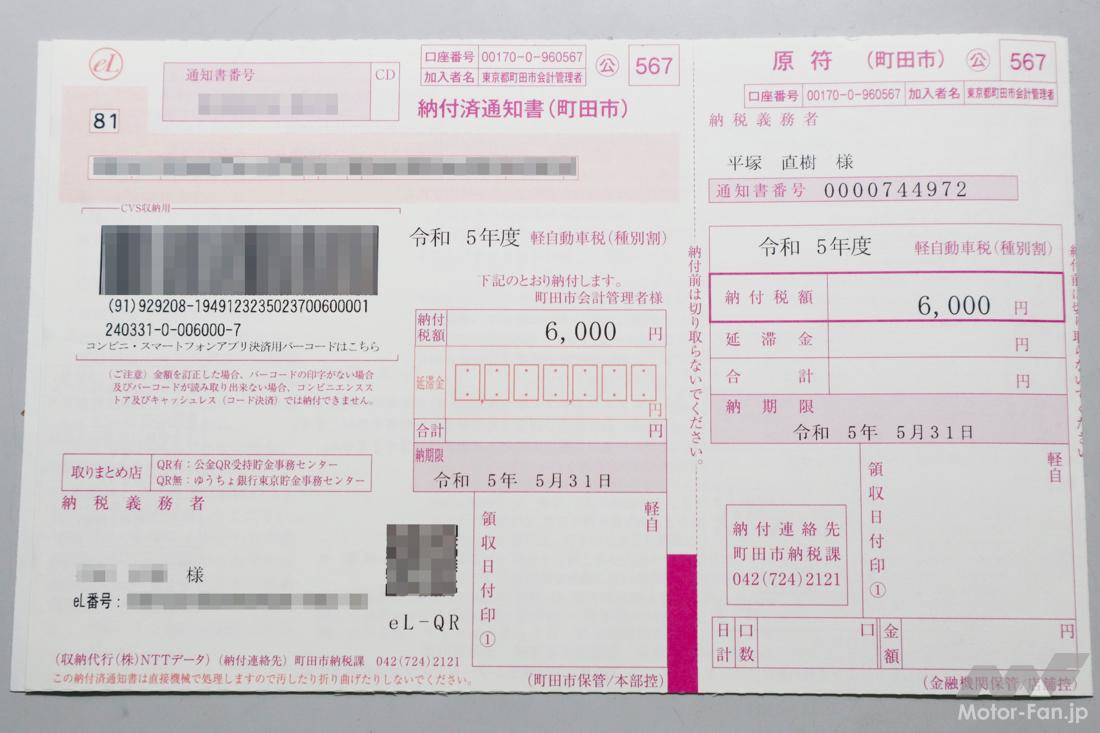 eL
通知書番号
CD
口座番号 00170-0-960567
加入者名 東京都町田市会計管理者
公
567
納付済通知書(町田市)
81
CVS収納用
(91)929208-1949123235023700600001
240331-0-006000-7
コンビニ・スマートフォンアプリ決済用バーコードはこちら
(ご注意)金額を訂正した場合、バーコードの印字がない場合
及びバーコードが読み取り出来ない場合、コンビニエンスス
トア及びキャッシュレス(コード決済)では納付できません。
令和 5年度 軽自動車税(種別割)
下記のとおり納付します。
町田市会計管理者様
納付税額 6,000 円
延滞金 円
合計 円
納期限
令和 5年 5月31日
取りまとめ店
QR有:公金QR受持貯金事務センター
QR無:ゆうちょ銀行東京貯金事務センター
納税義務者
様
eL番号:
eL-QR
領収日付印①
軽自
(収納代行(株)NTTデータ) (納付連絡先) 町田市納税課 042(724)2121
この納付済通知書は直接機械で処理しますので汚したり折り曲げたりしないでください。
(町田市保管/本部控)
納付前は切り取らないでください。
原符 (町田市) 公 567
口座番号 00170-0-960567 加入者名 東京都町田市会計管理者
納税義務者
平塚 直樹 様
通知書番号 0000744972
令和 5年度 軽自動車税(種別割)
納付税額 6,000 円
延滞金 円
合計 円
納期限
令和 5年 5月31日
領収日付印①
軽自
納付連絡先
町田市納税課
042(724)2121
日計 口数 口 金額 円
(金融機関保管/店舗控)
納付前は切り取らないでください
Motor-Fan.jp